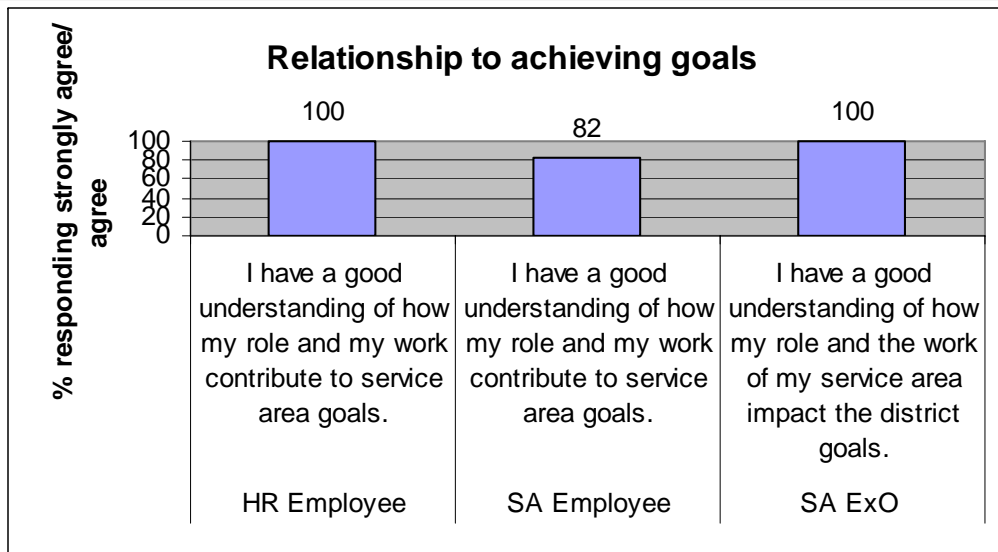 Relationship to achieving goals
% responding strongly agree/
agree
100
82
100
100
80
60
40
20
0
I have a good
understanding of how
my role and my work
contribute to service
area goals.
I have a good
understanding of how
my role and my work
contribute to service
area goals.
I have a good
understanding of how
my role and the work
of my service area
impact the district
goals.
HR Employee
SA Employee
SA ExO